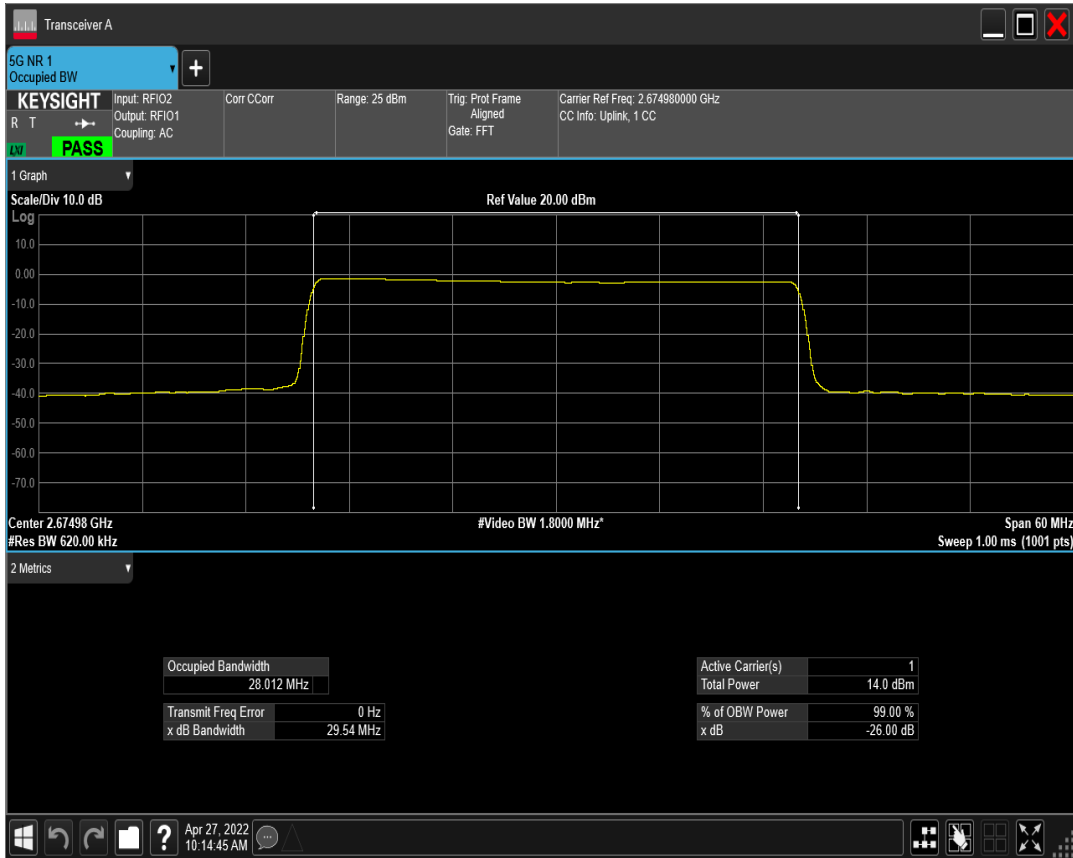 Transceiver A
5G NR 1
Occupied BW
+
KEYSIGHT
R T
LXI
PASS
Input: RFIO2
Output: RFIO1
Coupling: AC
Corr CCorr
Range: 25 dBm
Trig: Prot Frame
Aligned
Gate: FFT
Carrier Ref Freq: 2.674980000 GHz
CC Info: Uplink, 1 CC
1 Graph
Scale/Div 10.0 dB
Ref Value 20.00 dBm
Log
10.0
0.00
-10.0
-20.0
-30.0
-40.0
-50.0
-60.0
-70.0
Center 2.67498 GHz
#Video BW 1.8000 MHz*
Span 60 MHz
#Res BW 620.00 kHz
Sweep 1.00 ms (1001 pts)
2 Metrics
Occupied Bandwidth
28.012 MHz
Transmit Freq Error 0 Hz
x dB Bandwidth 29.54 MHz
Active Carrier(s) 1
Total Power 14.0 dBm
% of OBW Power 99.00 %
x dB -26.00 dB
?
Apr 27, 2022
10:14:45 AM